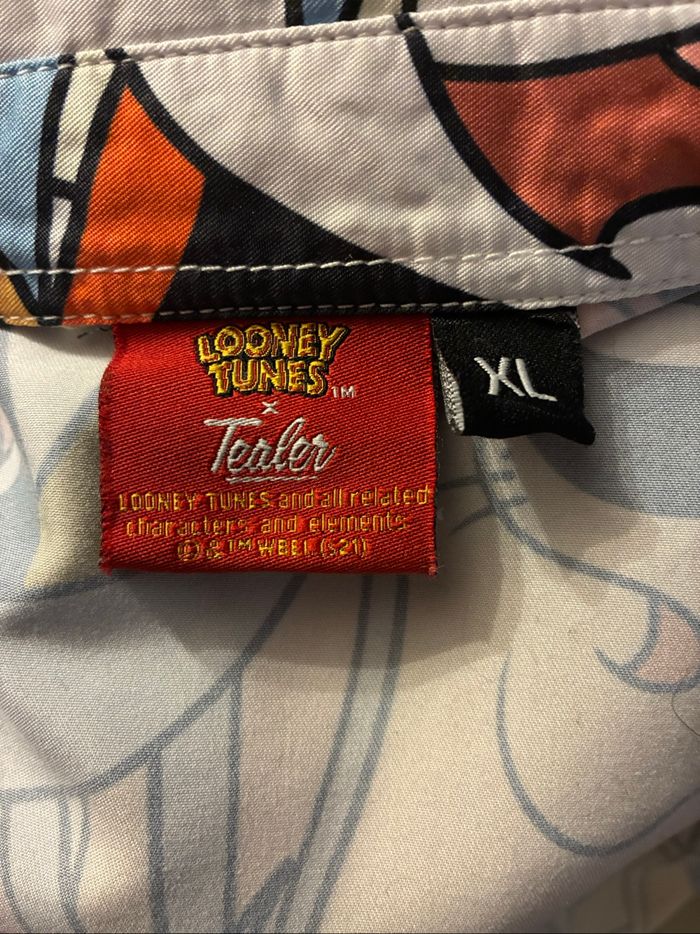 LOONEY
TUNES TM
x
Tealer
LOONEY TUNES and all related
characters and elements
© & TM WBEI (s21)
XL